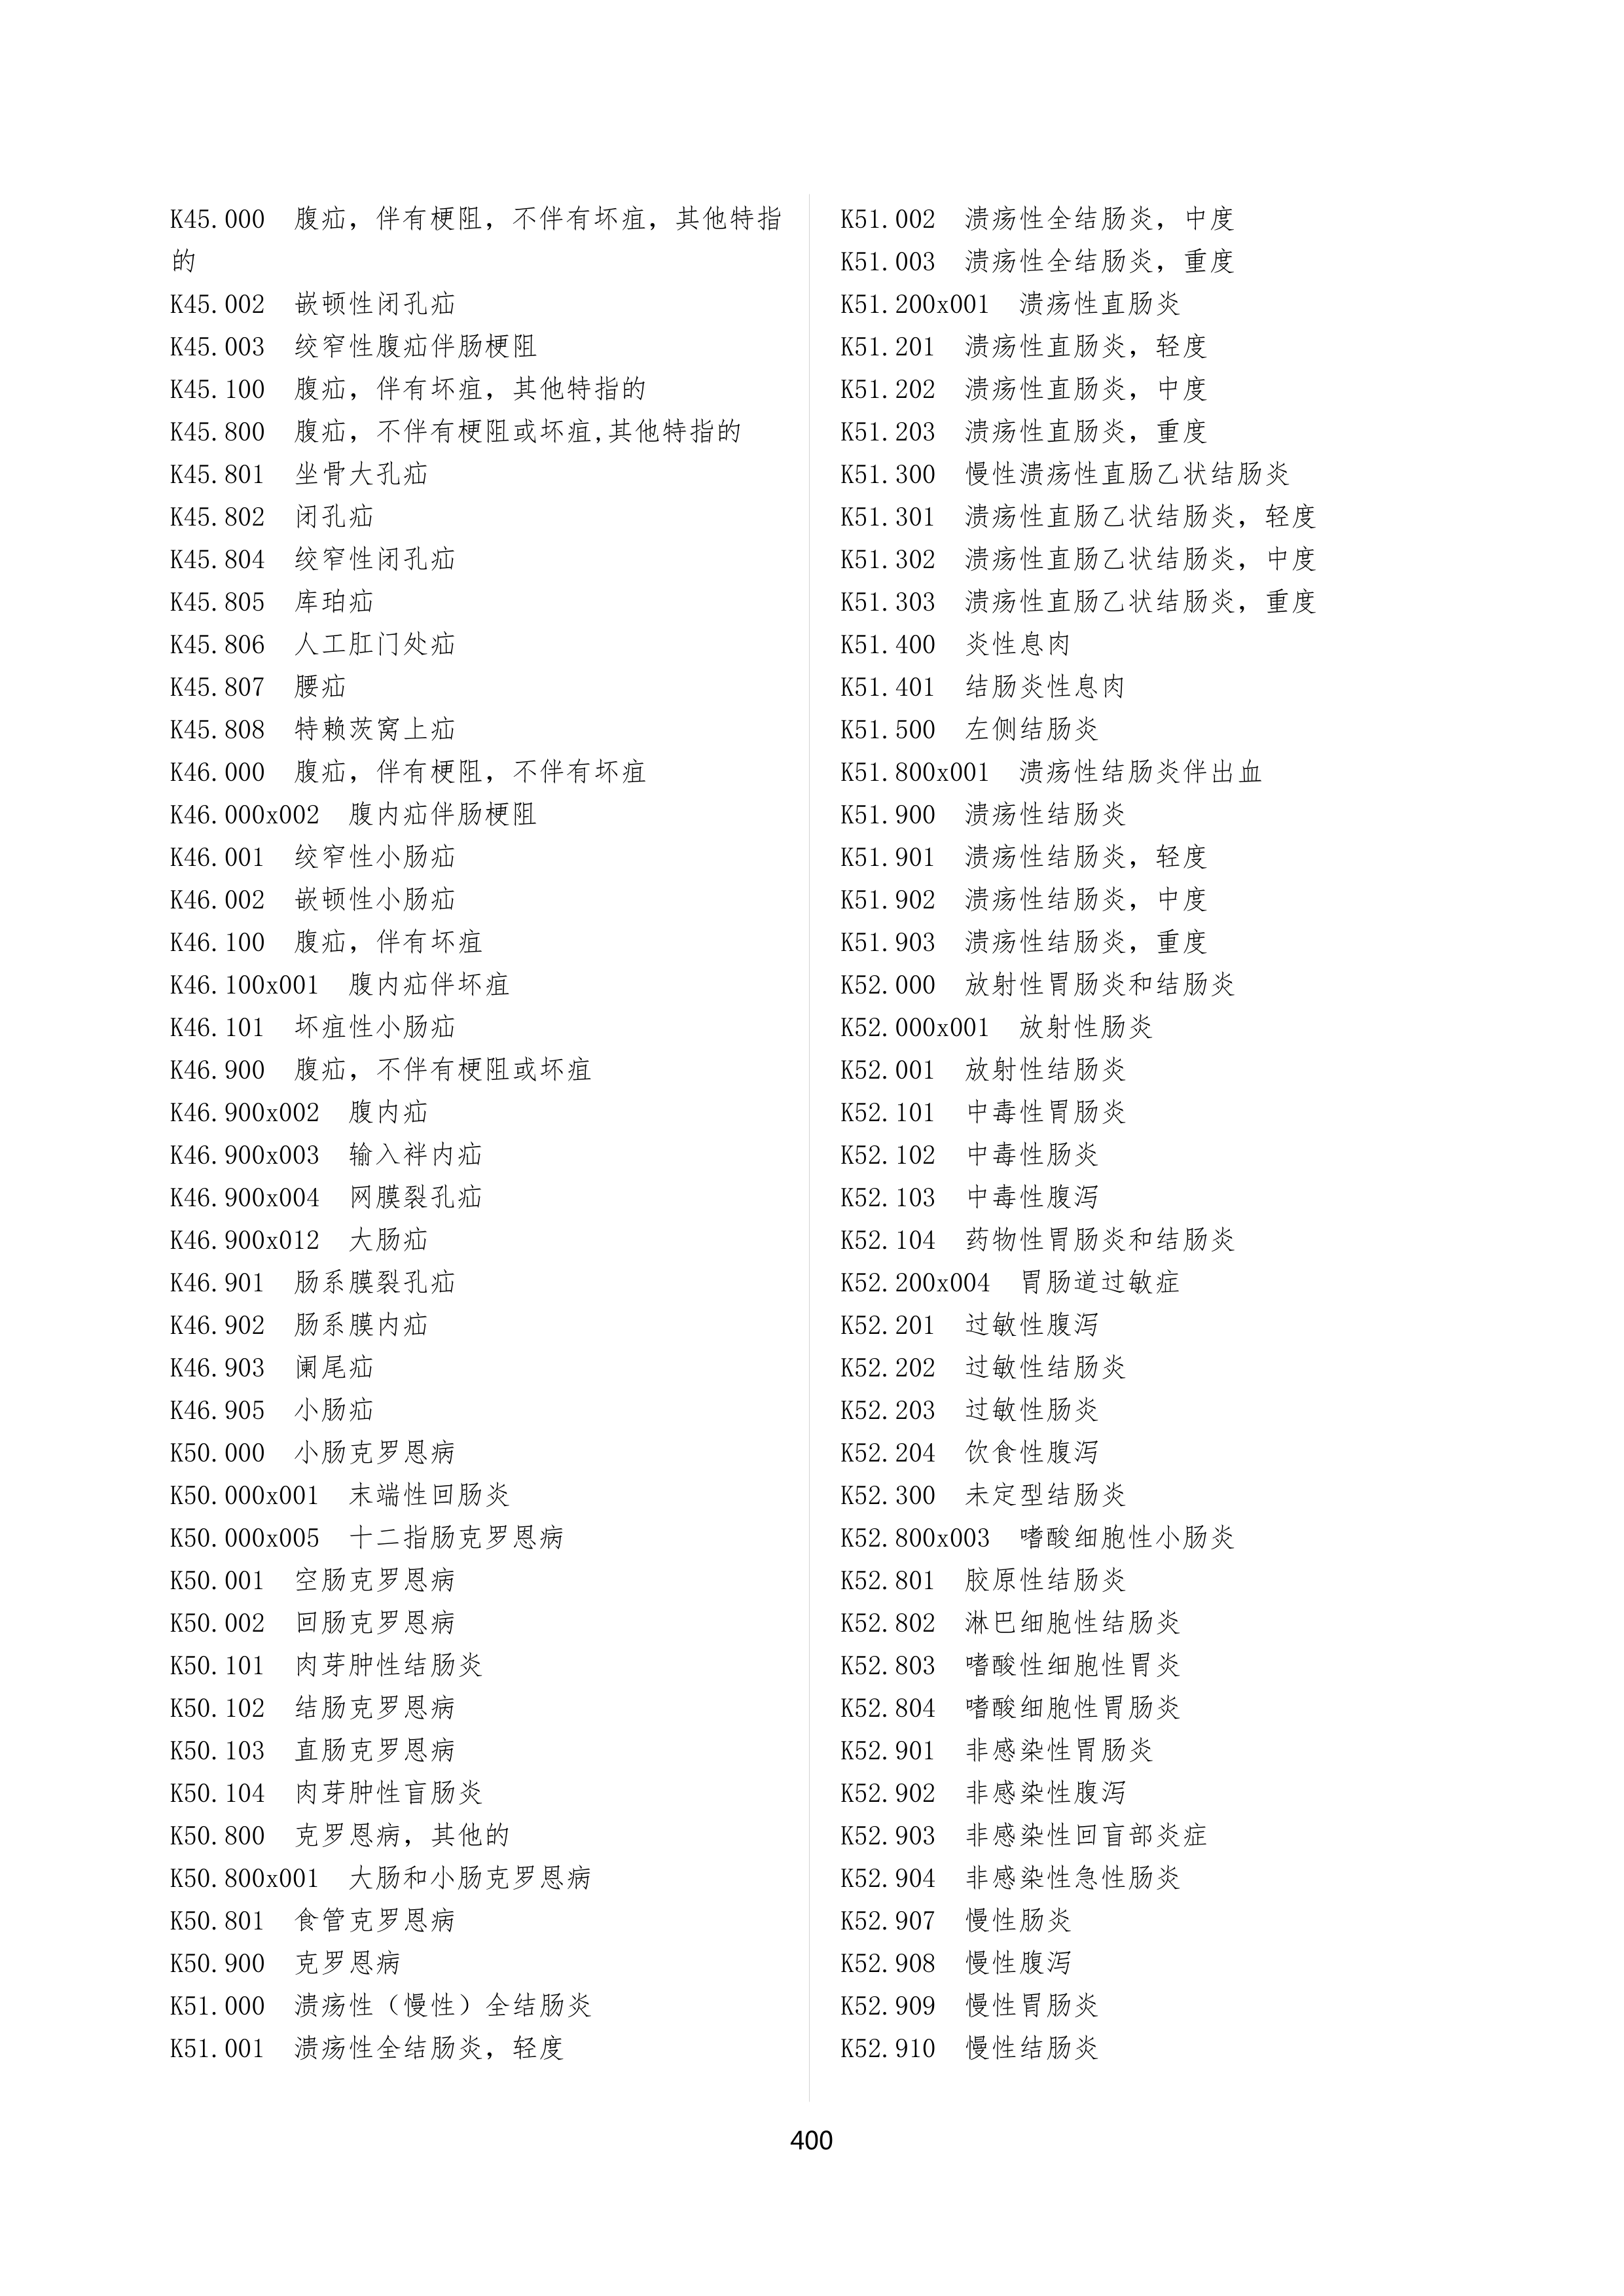 K45.000 腹疝，伴有梗阻，不伴有坏疽，其他特指
的
K45.002 嵌顿性闭孔疝
K45.003 绞窄性腹疝伴肠梗阻
K45.100 腹疝，伴有坏疽，其他特指的
K45.800 腹疝，不伴有梗阻或坏疽,其他特指的
K45.801 坐骨大孔疝
K45.802 闭孔疝
K45.804 绞窄性闭孔疝
K45.805 库珀疝
K45.806 人工肛门处疝
K45.807 腰疝
K45.808 特赖茨窝上疝
K46.000 腹疝，伴有梗阻，不伴有坏疽
K46.000x002 腹内疝伴肠梗阻
K46.001 绞窄性小肠疝
K46.002 嵌顿性小肠疝
K46.100 腹疝，伴有坏疽
K46.100x001 腹内疝伴坏疽
K46.101 坏疽性小肠疝
K46.900 腹疝，不伴有梗阻或坏疽
K46.900x002 腹内疝
K46.900x003 输入袢内疝
K46.900x004 网膜裂孔疝
K46.900x012 大肠疝
K46.901 肠系膜裂孔疝
K46.902 肠系膜内疝
K46.903 阑尾疝
K46.905 小肠疝
K50.000 小肠克罗恩病
K50.000x001 末端性回肠炎
K50.000x005 十二指肠克罗恩病
K50.001 空肠克罗恩病
K50.002 回肠克罗恩病
K50.101 肉芽肿性结肠炎
K50.102 结肠克罗恩病
K50.103 直肠克罗恩病
K50.104 肉芽肿性盲肠炎
K50.800 克罗恩病，其他的
K50.800x001 大肠和小肠克罗恩病
K50.801 食管克罗恩病
K50.900 克罗恩病
K51.000 溃疡性（慢性）全结肠炎
K51.001 溃疡性全结肠炎，轻度
K51.002 溃疡性全结肠炎，中度
K51.003 溃疡性全结肠炎，重度
K51.200x001 溃疡性直肠炎
K51.201 溃疡性直肠炎，轻度
K51.202 溃疡性直肠炎，中度
K51.203 溃疡性直肠炎，重度
K51.300 慢性溃疡性直肠乙状结肠炎
K51.301 溃疡性直肠乙状结肠炎，轻度
K51.302 溃疡性直肠乙状结肠炎，中度
K51.303 溃疡性直肠乙状结肠炎，重度
K51.400 炎性息肉
K51.401 结肠炎性息肉
K51.500 左侧结肠炎
K51.800x001 溃疡性结肠炎伴出血
K51.900 溃疡性结肠炎
K51.901 溃疡性结肠炎，轻度
K51.902 溃疡性结肠炎，中度
K51.903 溃疡性结肠炎，重度
K52.000 放射性胃肠炎和结肠炎
K52.000x001 放射性肠炎
K52.001 放射性结肠炎
K52.101 中毒性胃肠炎
K52.102 中毒性肠炎
K52.103 中毒性腹泻
K52.104 药物性胃肠炎和结肠炎
K52.200x004 胃肠道过敏症
K52.201 过敏性腹泻
K52.202 过敏性结肠炎
K52.203 过敏性肠炎
K52.204 饮食性腹泻
K52.300 未定型结肠炎
K52.800x003 嗜酸细胞性小肠炎
K52.801 胶原性结肠炎
K52.802 淋巴细胞性结肠炎
K52.803 嗜酸性细胞性胃炎
K52.804 嗜酸细胞性胃肠炎
K52.901 非感染性胃肠炎
K52.902 非感染性腹泻
K52.903 非感染性回盲部炎症
K52.904 非感染性急性肠炎
K52.907 慢性肠炎
K52.908 慢性腹泻
K52.909 慢性胃肠炎
K52.910 慢性结肠炎
400